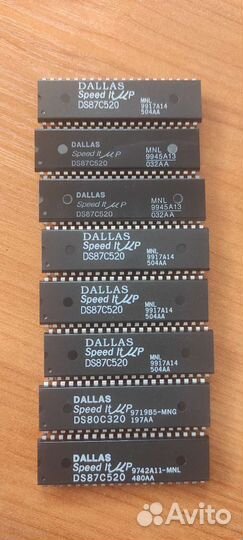 DALLAS
Speed It µP
DS87C520
MNL
9917A14
504AA
DALLAS
Speed It µP
DS87C520
MNL
9945A13
032AA
DALLAS
Speed It µP
DS87C520
MNL
9945A13
032AA
DALLAS
Speed It µP
DS87C520
MNL
9917A14
504AA
DALLAS
Speed It µP
DS87C520
MNL
9917A14
504AA
DALLAS
Speed It µP
DS87C520
MNL
9917A14
504AA
DALLAS
Speed It µP 9719B5-MNG
DS80C320 197AA
DALLAS
Speed It µP 9742A11-MNL
DS87C520 480AA
Avito